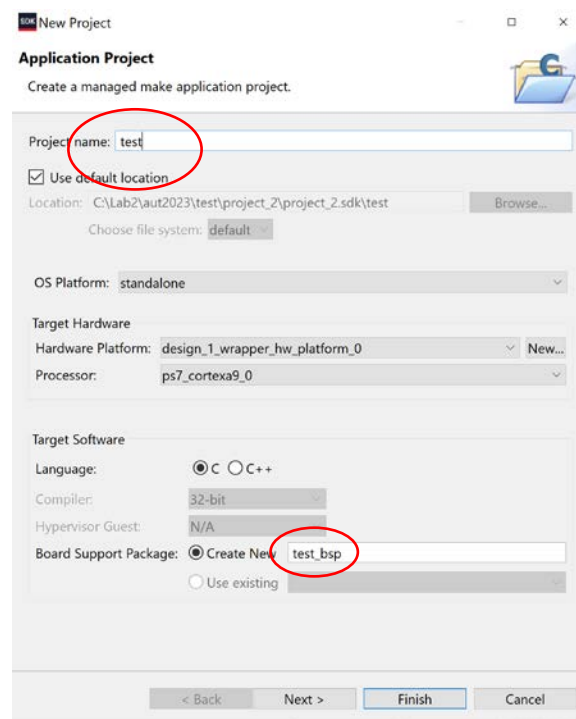 SDK New Project
Application Project
Create a managed make application project.
Project name: test
Use default location
Location: C:\Lab2\aut2023\test\project_2\project_2.sdk\test Browse...
Choose file system: default
OS Platform: standalone
Target Hardware
Hardware Platform: design_1_wrapper_hw_platform_0 New...
Processor: ps7_cortexa9_0
Target Software
Language: C C++
Compiler: 32-bit
Hypervisor Guest: N/A
Board Support Package: Create New test_bsp
Use existing
< Back Next > Finish Cancel